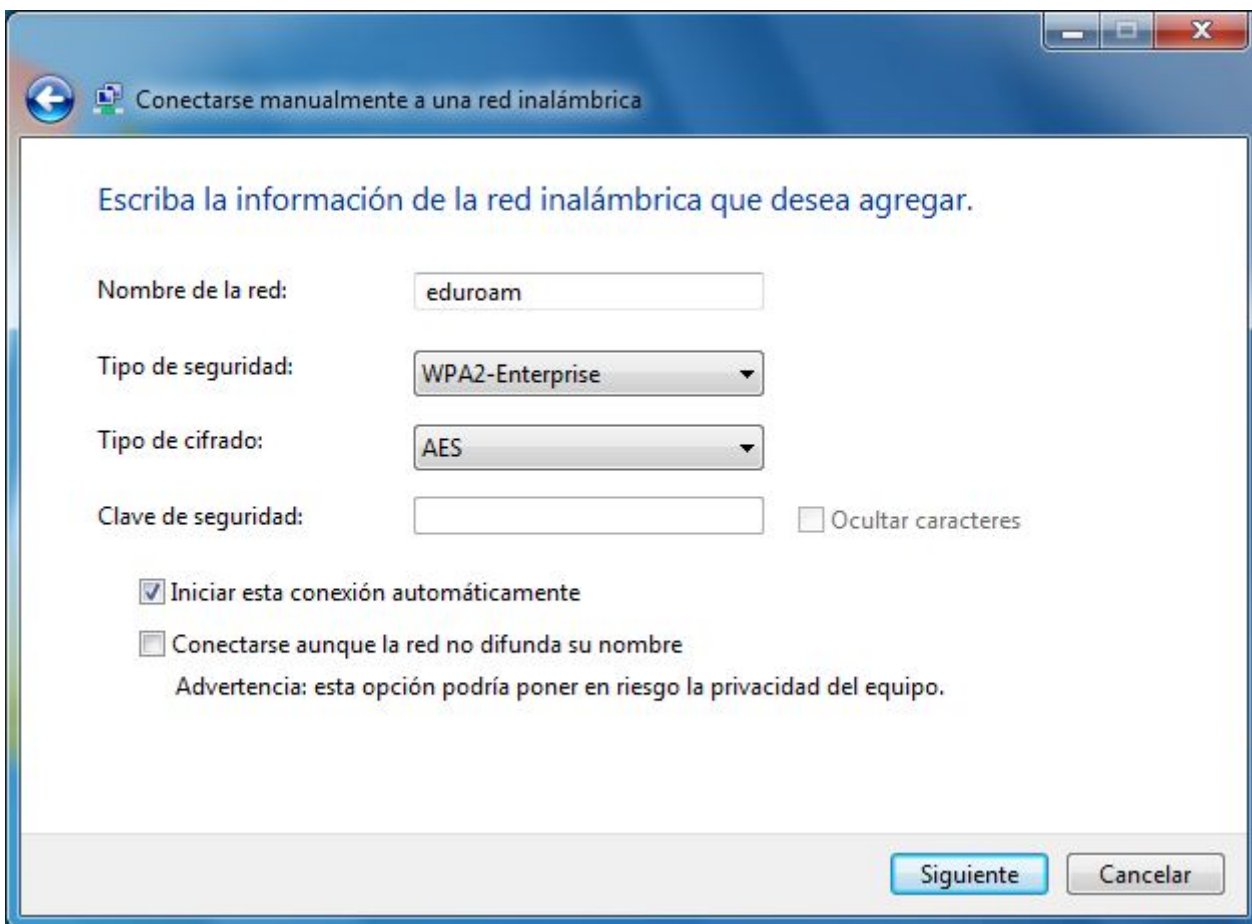 Conectarse manualmente a una red inalámbrica
Escriba la información de la red inalámbrica que desea agregar.
Nombre de la red: eduroam
Tipo de seguridad: WPA2-Enterprise
Tipo de cifrado: AES
Clave de seguridad: Ocultar caracteres
Iniciar esta conexión automáticamente
Conectarse aunque la red no difunda su nombre
Advertencia: esta opción podría poner en riesgo la privacidad del equipo.
Siguiente Cancelar